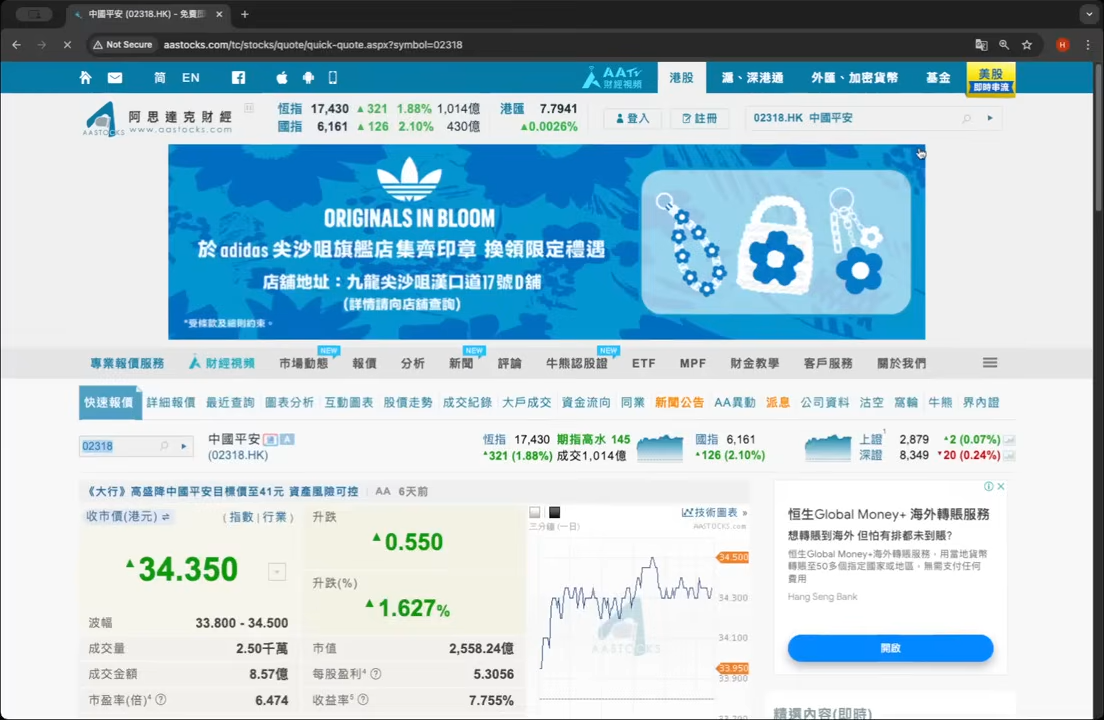 中國平安 (02318.HK) - 免費即
Not Secure aastocks.com/tc/stocks/quote/quick-quote.aspx?symbol=02318
H
简 EN
AATV 財經視頻
港股 滬、深港通 外匯、加密貨幣 基金 美股 即時串流
AASTOCKS 阿思達克財經
www.aastocks.com
恆指 17,430 ▲321 1.88% 1,014億 港匯 7.7941
國指 6,161 ▲126 2.10% 430億 ▲0.0026%
登入 註冊 02318.HK 中國平安
ORIGINALS IN BLOOM
於 adidas 尖沙咀旗艦店集齊印章 換領限定禮遇
店舖地址：九龍尖沙咀漢口道17號D舖
(詳情請向店舖查詢)
*受條款及細則約束。
NEW NEW NEW
專業報價服務 財經視頻 市場動態 報價 分析 新聞 評論 牛熊認股證 ETF MPF 財金教學 客戶服務 關於我們
快速報價 詳細報價 最近查詢 圖表分析 互動圖表 股價走勢 成交紀錄 大戶成交 資金流向 同業 新聞公告 AA異動 派息 公司資料 沽空 窩輪 牛熊 界內證
02318 中國平安 通 A
(02318.HK)
恆指 17,430 期指高水 145
▲321 (1.88%) 成交1,014億
國指 6,161
▲126 (2.10%)
上證 2,879 ▲2 (0.07%)
深證 8,349 ▼20 (0.24%)
《大行》高盛降中國平安目標價至41元 資產風險可控 | AA 6天前
收市價(港元) ( 指數 | 行業 )
▲34.350
升跌
▲0.550
升跌(%)
▲1.627%
波幅 33.800 - 34.500
成交量 2.50千萬 市值 2,558.24億
成交金額 8.57億 每股盈利 5.3056
市盈率(倍) 6.474 收益率 7.755%
技術圖表 »
三分鐘 (一日) AASTOCKS.com
34.500
34.300
34.100
33.950
33.900
AASTOCKS
恒生Global Money+ 海外轉賬服務
想轉賬到海外 但怕有排都未到賬?
恒生Global Money+海外轉賬服務，用當地貨幣
轉賬至50多個指定國家或地區，無需支付任何
費用
Hang Seng Bank
開啟
精選內容(即時)